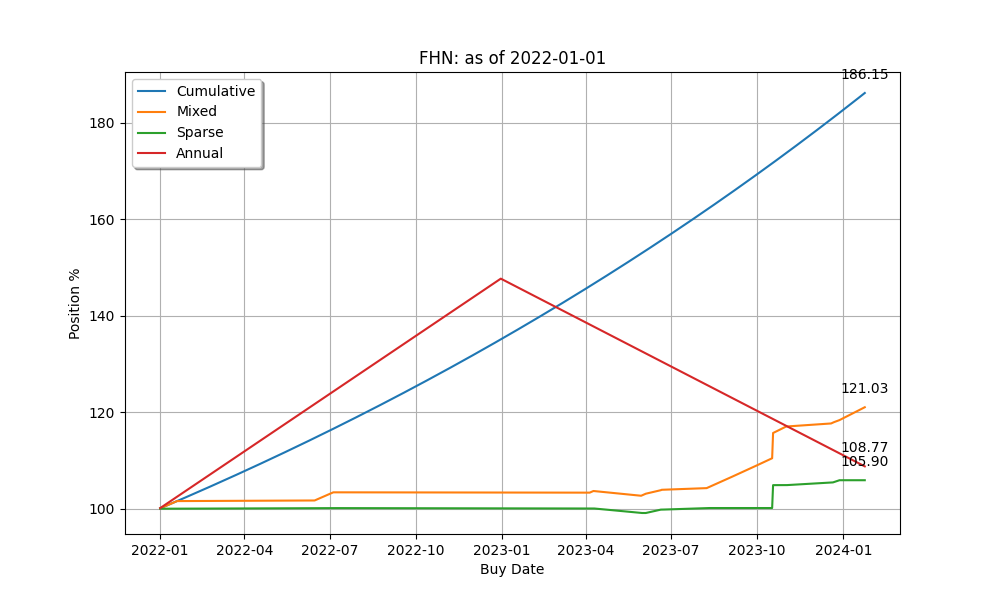 FHN: as of 2022-01-01
186.15
Cumulative
Mixed
Sparse
Annual
180
160
140
120
100
121.03
108.77
105.90
2022-01
2022-04
2022-07
2022-10
2023-01
2023-04
2023-07
2023-10
2024-01
Position %
Buy Date